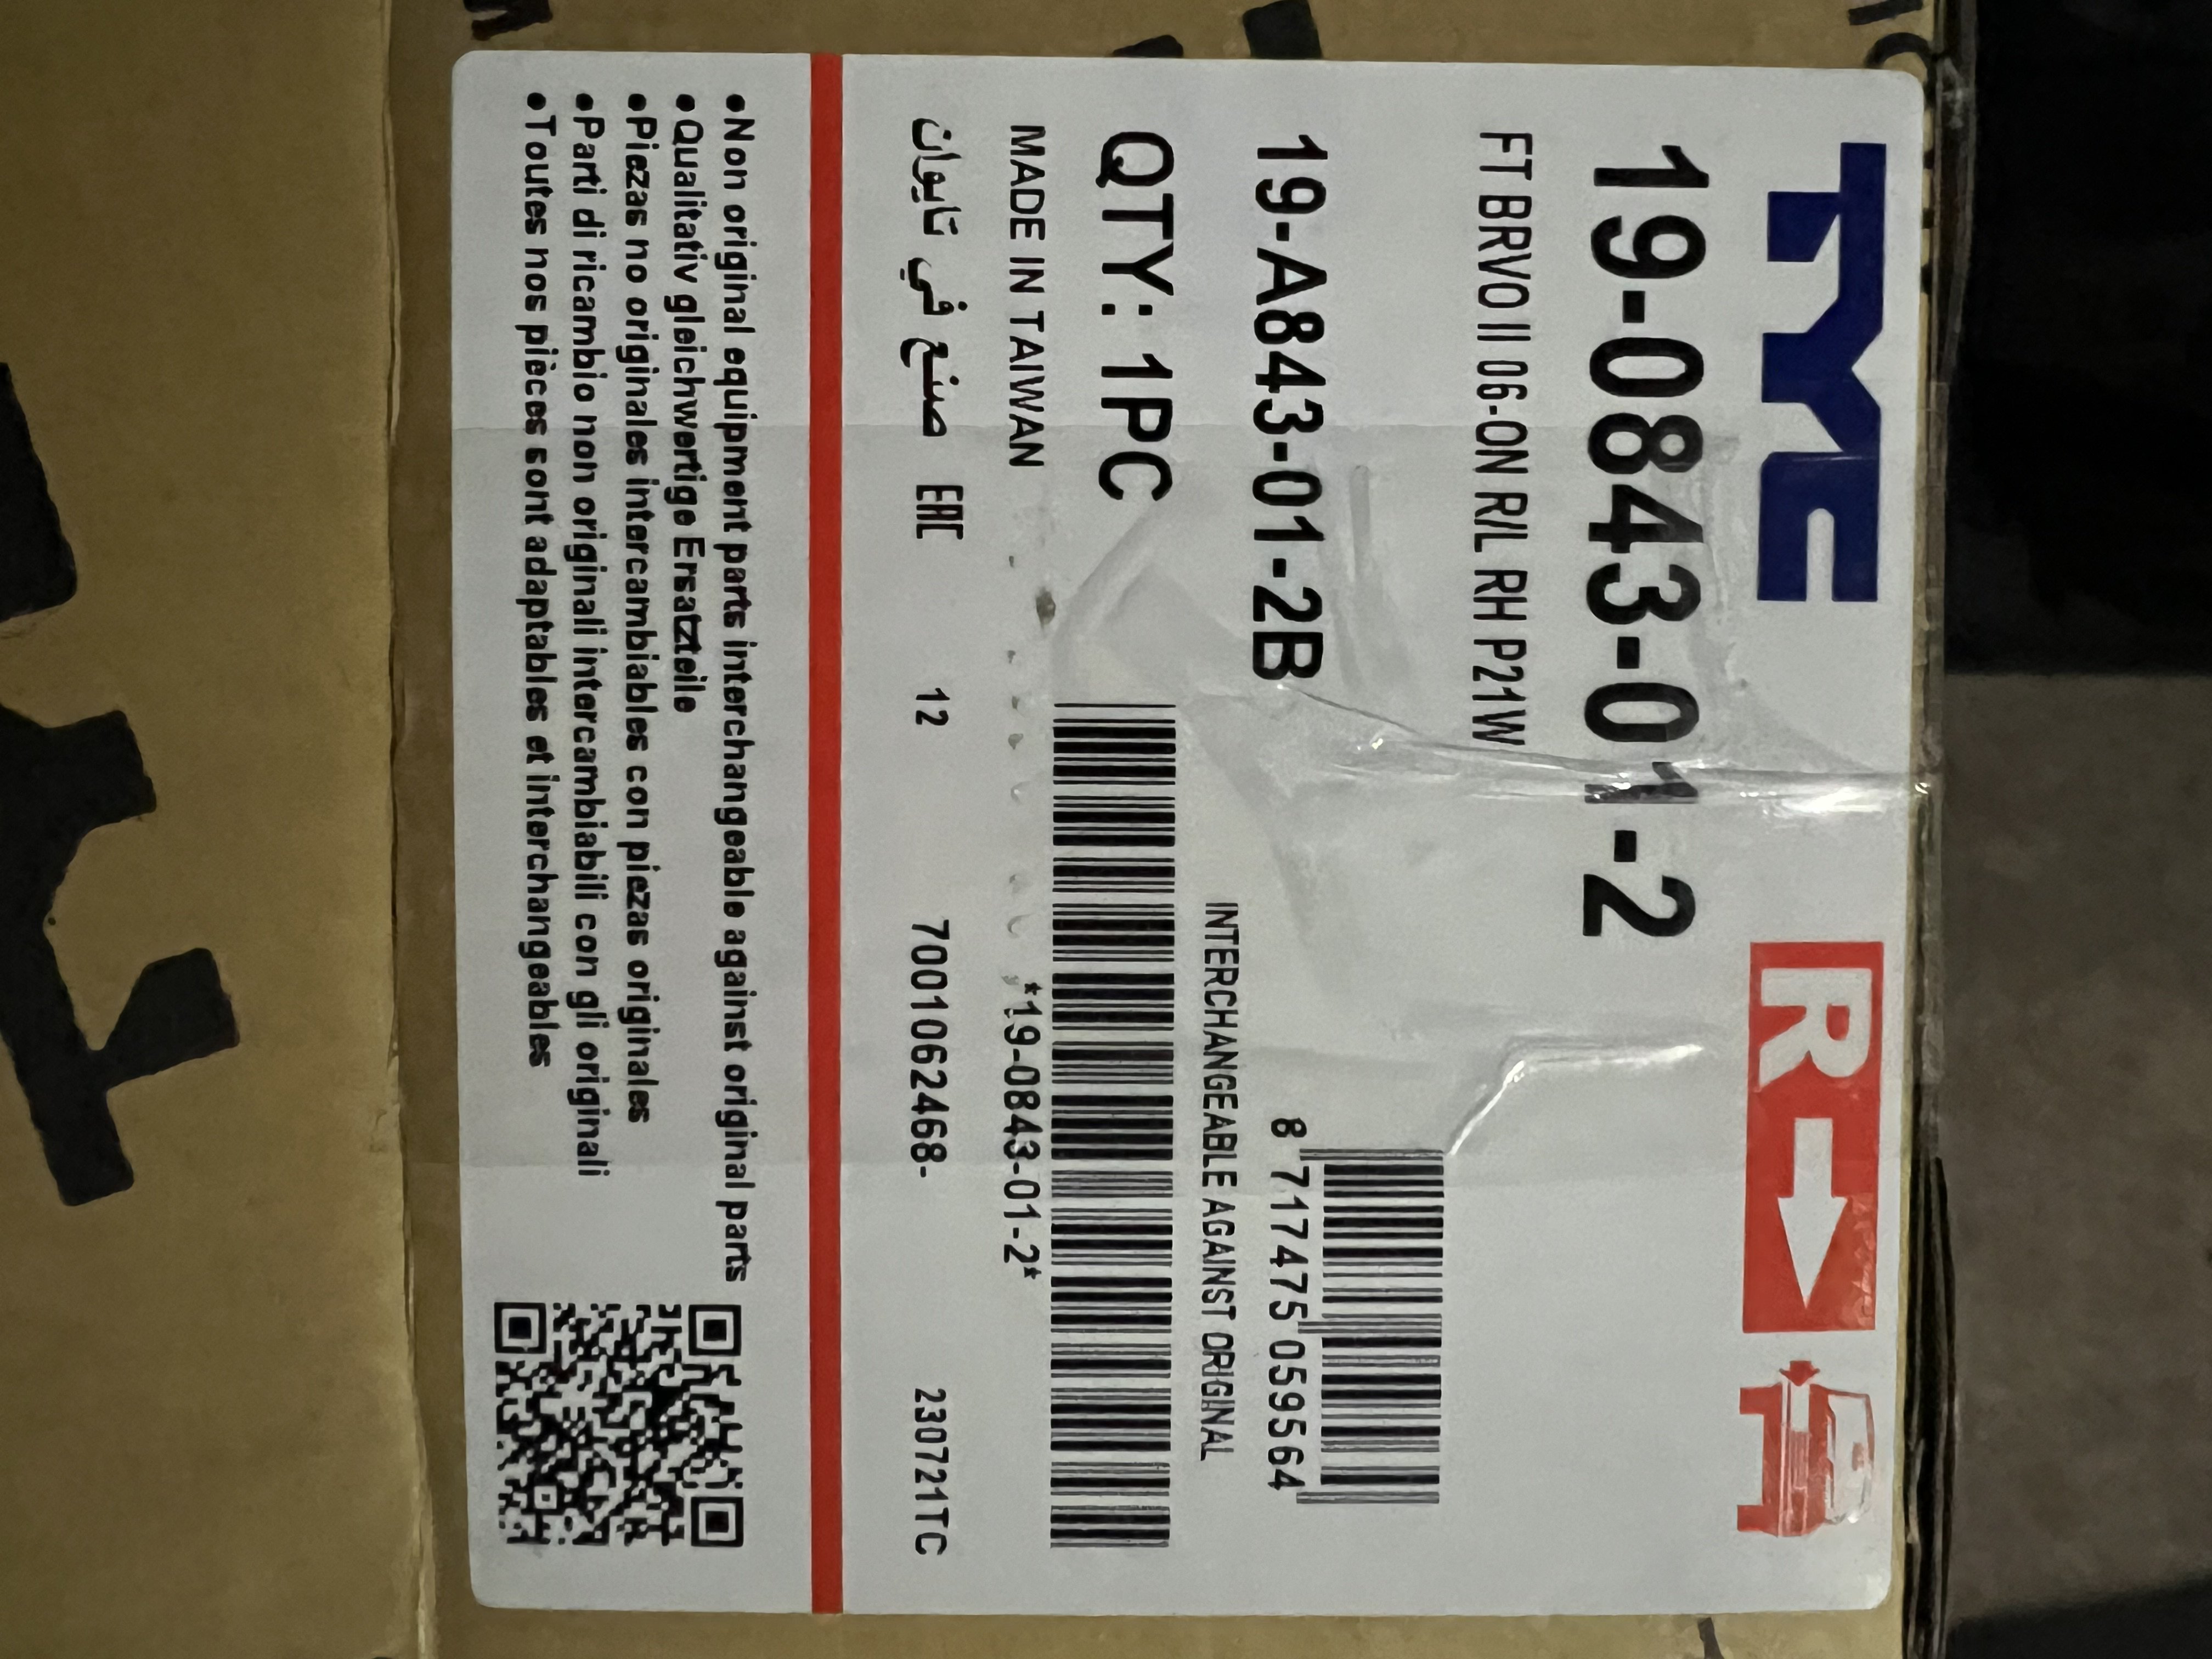 TYC R
19-0843-01-2
FT BRVO II 06-ON R/L RH P21W
8 717475 059564
19-A843-01-2B
INTERCHANGEABLE AGAINST ORIGINAL
QTY: 1PC
MADE IN TAIWAN
*19-0843-01-2*
صنع في تايوان EAC 12 7001062468- 230721TC
•Non original equipment parts interchangeable against original parts
•Qualitativ gleichwertige Ersatzteile
•Piezas no originales intercambiables con piezas originales
•Parti di ricambio non originali intercambiabili con gli originali
•Toutes nos pièces sont adaptables et interchangeables